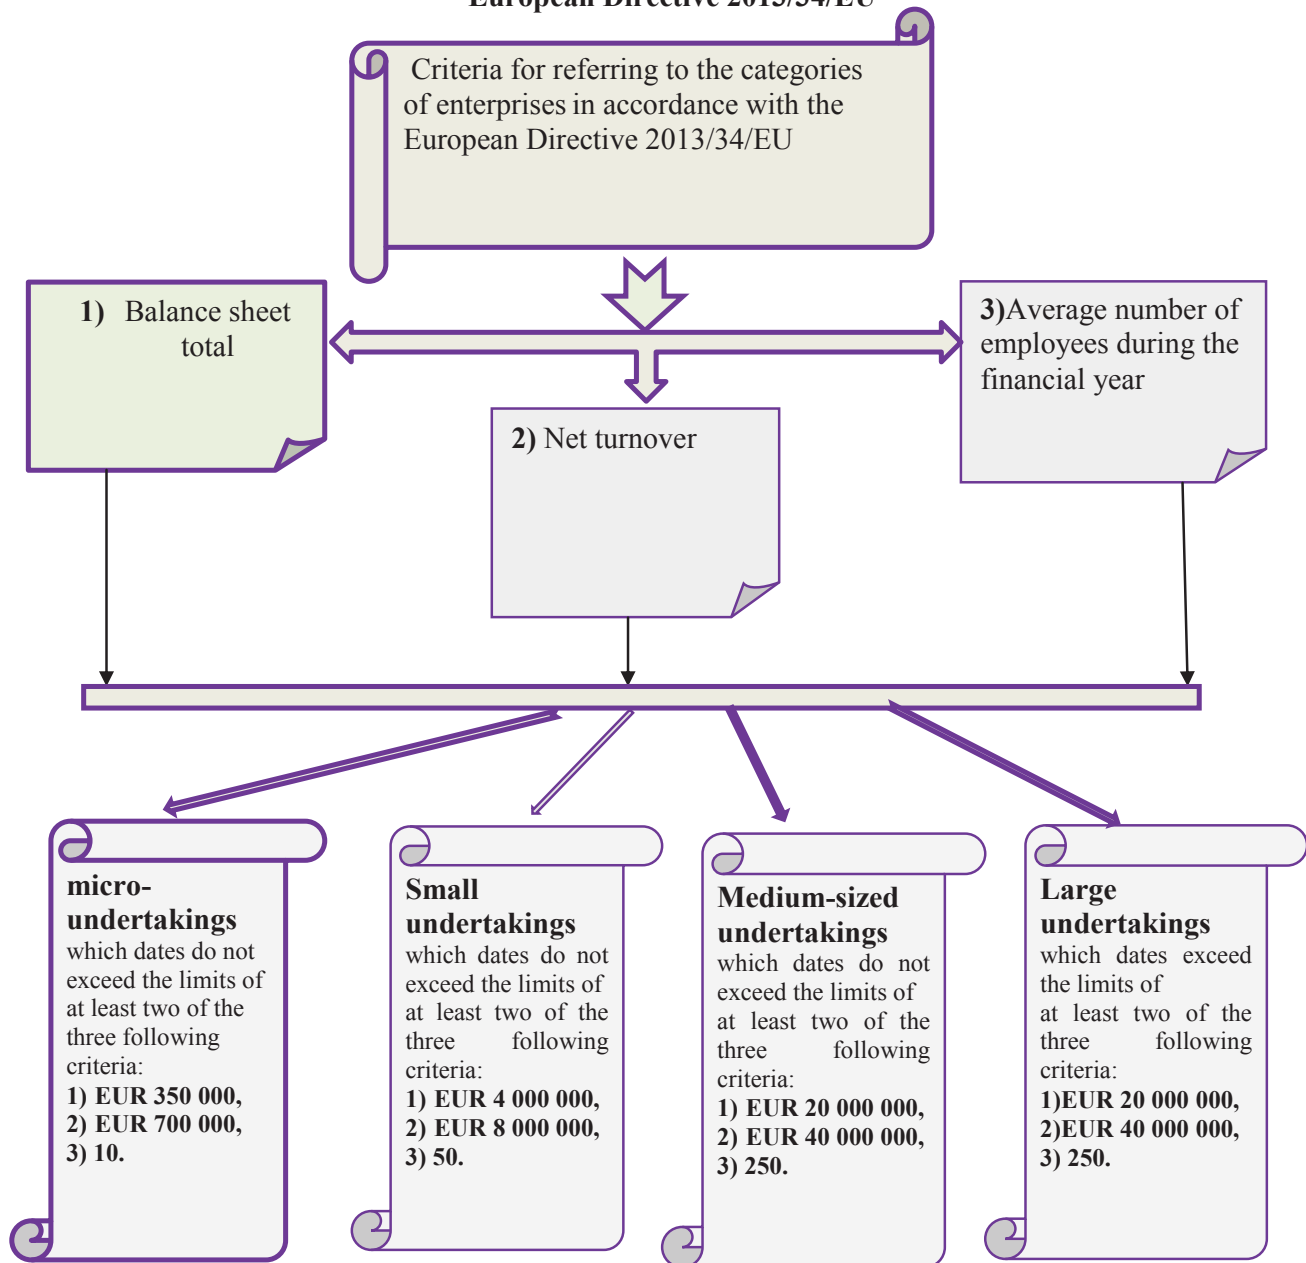 European Directive 2013/34/EU
Criteria for referring to the categories
of enterprises in accordance with the
European Directive 2013/34/EU
1) Balance sheet
total
3)Average number of
employees during the
financial year
2) Net turnover
micro-
undertakings
which dates do not
exceed the limits of
at least two of the
three following
criteria:
1) EUR 350 000,
2) EUR 700 000,
3) 10.
Small
undertakings
which dates do not
exceed the limits of
at least two of the
three following
criteria:
1) EUR 4 000 000,
2) EUR 8 000 000,
3) 50.
Medium-sized
undertakings
which dates do not
exceed the limits of
at least two of the
three following
criteria:
1) EUR 20 000 000,
2) EUR 40 000 000,
3) 250.
Large
undertakings
which dates exceed
the limits of
at least two of the
three following
criteria:
1)EUR 20 000 000,
2)EUR 40 000 000,
3) 250.